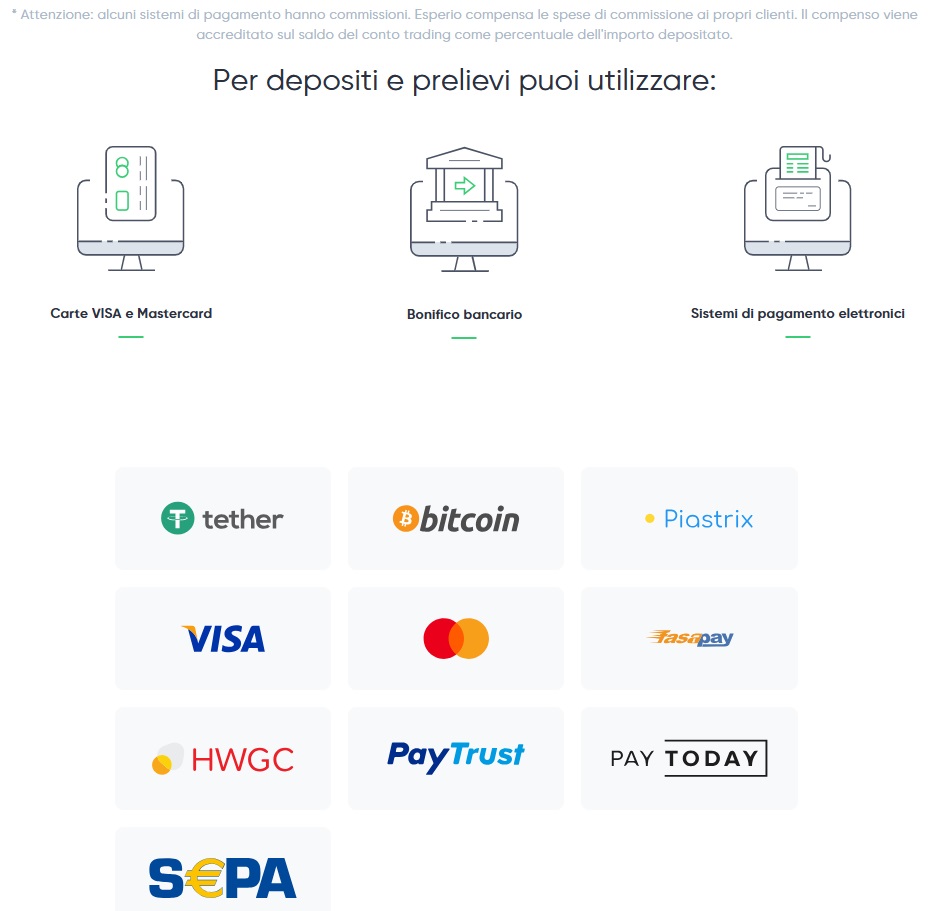 * Attenzione: alcuni sistemi di pagamento hanno commissioni. Esperio compensa le spese di commissione ai propri clienti. Il compenso viene
accreditato sul saldo del conto trading come percentuale dell'importo depositato.
Per depositi e prelievi puoi utilizzare:
Carte VISA e Mastercard
Bonifico bancario
Sistemi di pagamento elettronici
tether
bitcoin
Piastrix
VISA
fasapay
HWGC
PayTrust
PAY TODAY
S€PA